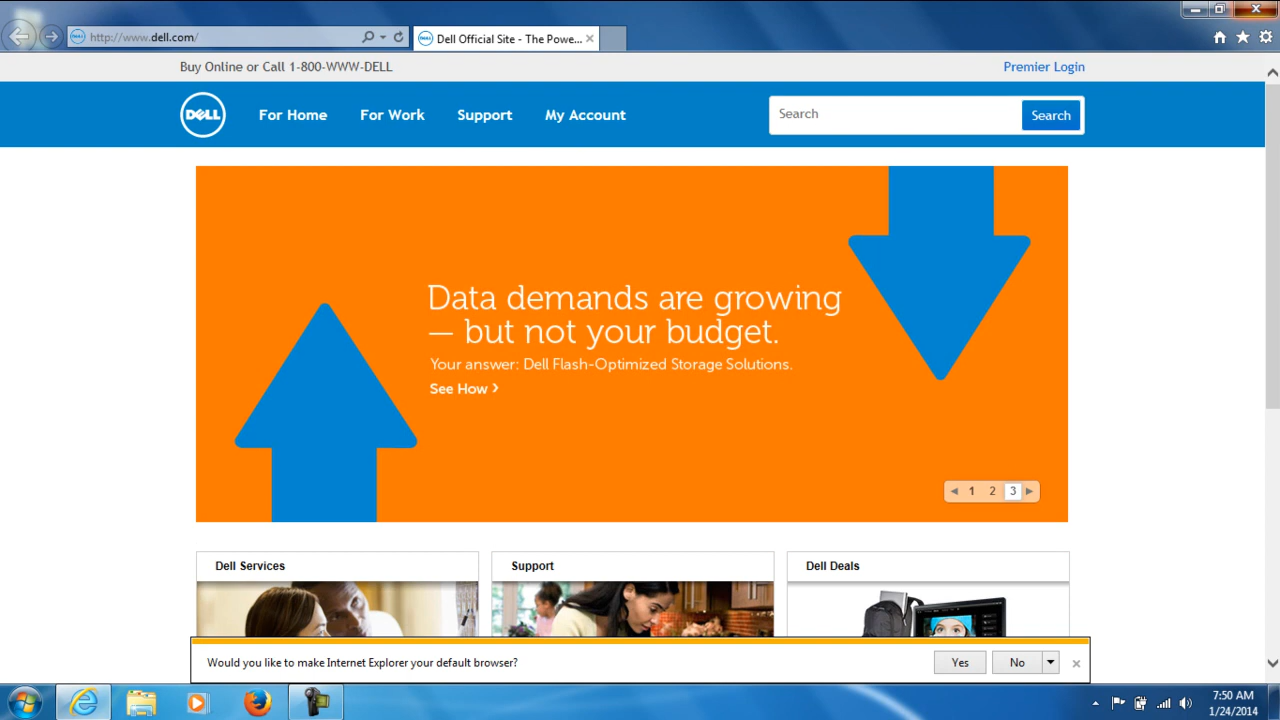 http://www.dell.com/
Dell Official Site - The Powe...
Buy Online or Call 1-800-WWW-DELL
Premier Login
DELL
For Home
For Work
Support
My Account
Search
Search
Data demands are growing
— but not your budget.
Your answer: Dell Flash-Optimized Storage Solutions.
See How
1 2 3
Dell Services
Support
Dell Deals
Would you like to make Internet Explorer your default browser?
Yes
No
7:50 AM
1/24/2014